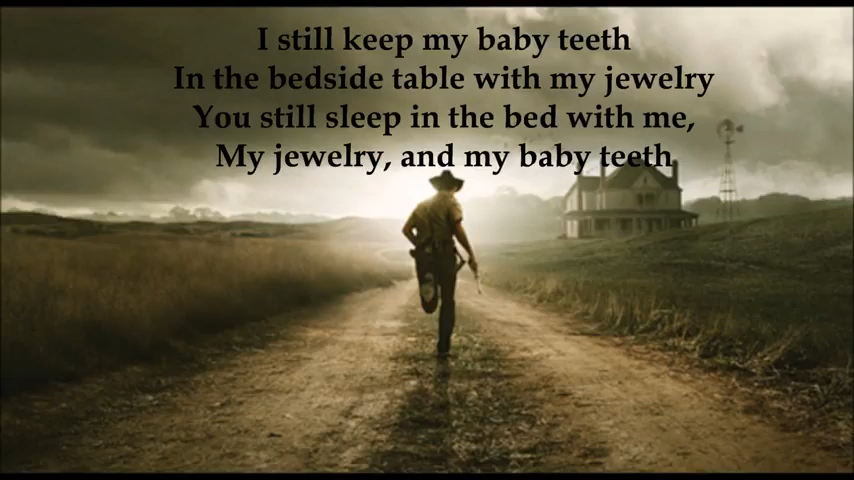 I still keep my baby teeth
In the bedside table with my jewelry
You still sleep in the bed with me,
My jewelry, and my baby teeth